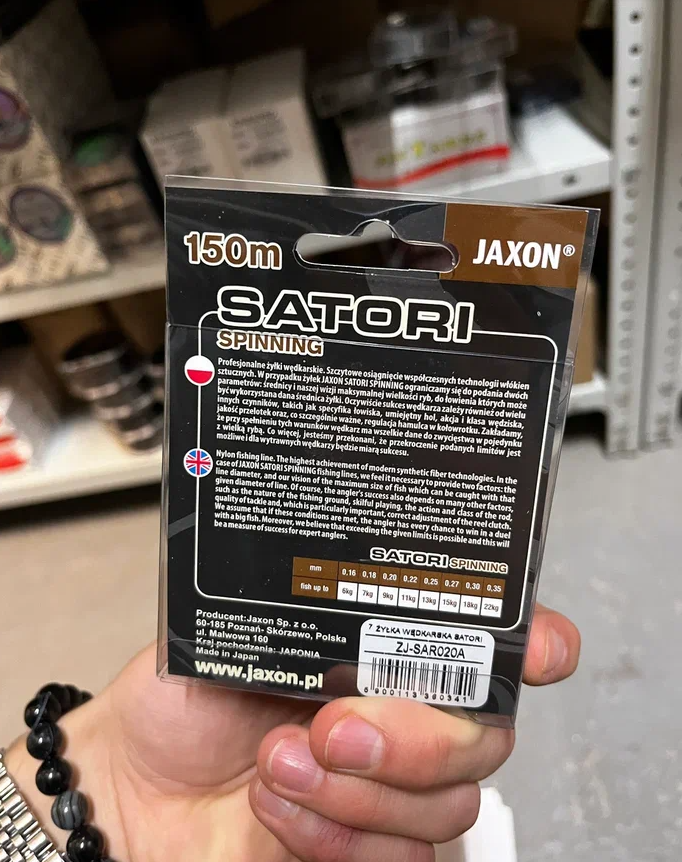 150m
JAXON®
SATORI
SPINNING
Profesjonalne żyłki wędkarskie. Szczytowe osiągnięcie współczesnych technologii włókien
sztucznych. W przypadku żyłek JAXON SATORI SPINNING ograniczamy się do podania dwóch
parametrów: średnicy i naszej wizji maksymalnej wielkości ryb, do łowienia których może
być wykorzystana dana średnica żyłki. Oczywiście sukces wędkarza zależy również od wielu
innych czynników, takich jak specyfika łowiska, umiejętny hol, akcja i klasa wędziska,
jakość przelotek oraz, co szczególnie ważne, regulacja hamulca w kołowrotku. Zakładamy,
że przy spełnieniu tych warunków wędkarz ma wszelkie dane do zwycięstwa w pojedynku
z wielką rybą. Co więcej, jesteśmy przekonani, że przekroczenie podanych limitów jest
możliwe i dla wytrawnych wędkarzy będzie miarą sukcesu.
Nylon fishing line. The highest achievement of modern synthetic fiber technologies. In the
case of JAXON SATORI SPINNING fishing lines, we feel it necessary to provide two factors: the
line diameter, and our vision of the maximum size of fish which can be caught with that
given diameter of line. Of course, the angler's success also depends on many other factors,
such as the nature of the fishing ground, skilful playing, the action and class of the rod,
quality of tackle and, which is particularly important, correct adjustment of the reel clutch.
We assume that if these conditions are met, the angler has every chance to win in a duel
with a big fish. Moreover, we believe that exceeding the given limits is possible and this will
be a measure of success for expert anglers.
SATORI SPINNING
mm 0,16 0,18 0,20 0,22 0,25 0,27 0,30 0,35
fish up to 6kg 7kg 9kg 11kg 13kg 15kg 18kg 22kg
Producent:Jaxon Sp. z o.o.
60-185 Poznań- Skórzewo, Polska
ul. Malwowa 160
Kraj pochodzenia: JAPONIA
Made in Japan
www.jaxon.pl
7 ŻYŁKA WĘDKARSKA SATORI
ZJ-SAR020A
5 900113 360341